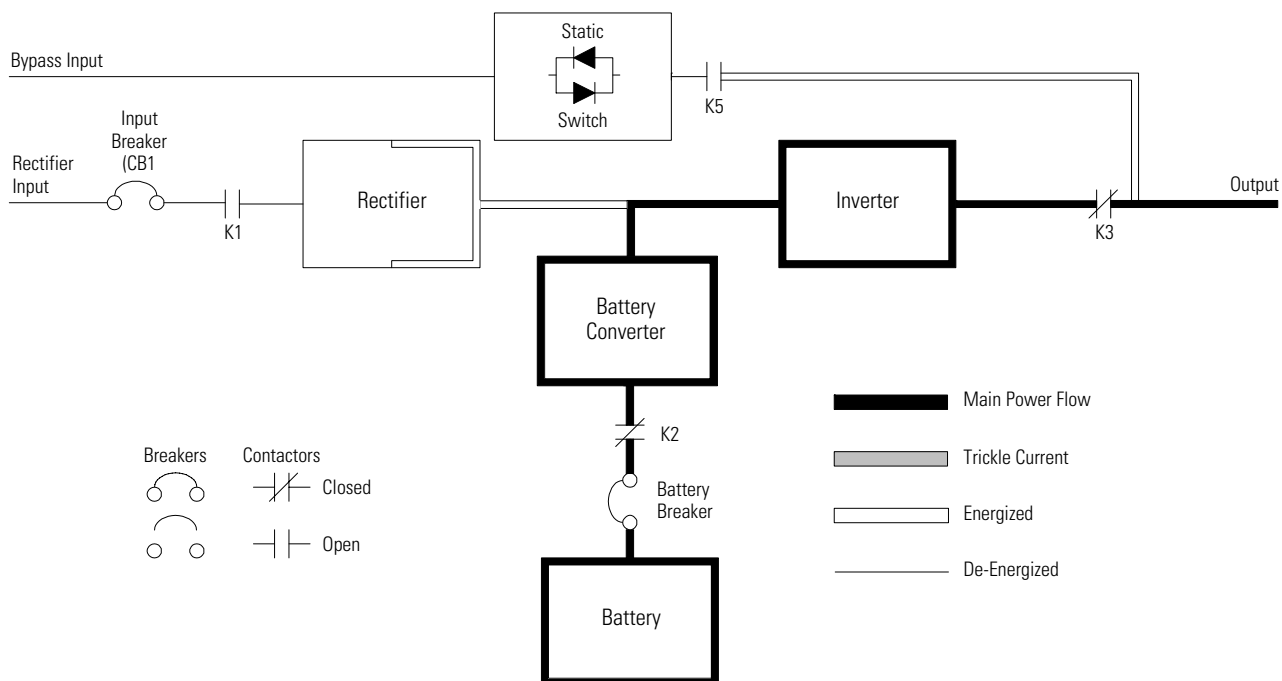 Static
Bypass Input
Switch
K5
Input
Breaker
(CB1
Rectifier
Input
K1
Rectifier
Inverter
K3
Output
Battery
Converter
K2
Battery
Breaker
Battery
Breakers
Contactors
Closed
Open
Main Power Flow
Trickle Current
Energized
De-Energized